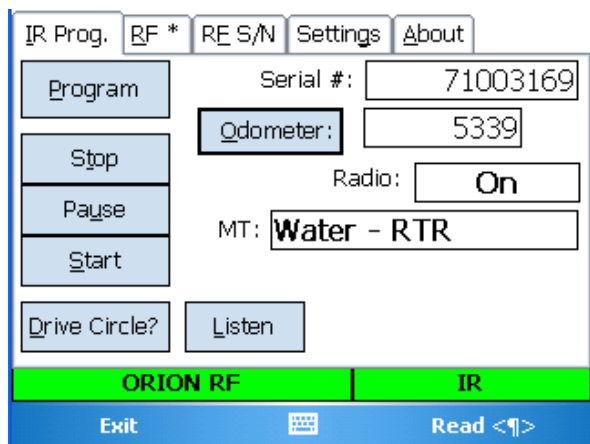 IR Prog. RF * RF S/N Settings About
Program
Serial #: 71003169
Odometer: 5339
Stop
Radio: On
Pause
MT: Water - RTR
Start
Drive Circle? Listen
ORION RF IR
Exit Read <¶>